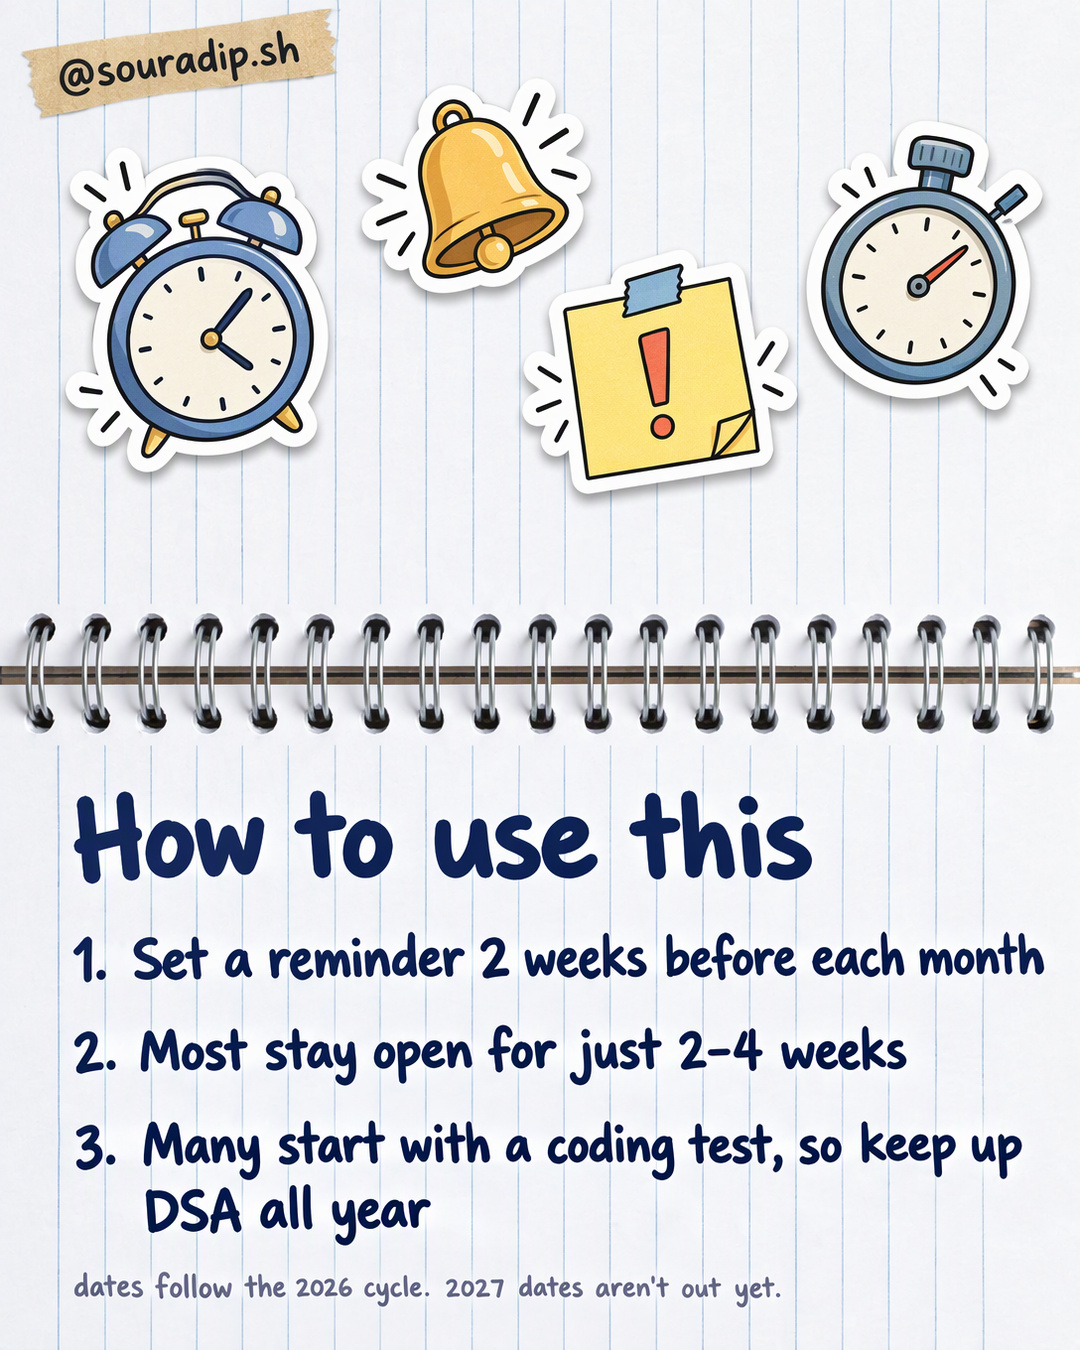 @souradip.sh
!
How to use this
1. Set a reminder 2 weeks before each month
2. Most stay open for just 2-4 weeks
3. Many start with a coding test, so keep up
DSA all year
dates follow the 2026 cycle. 2027 dates aren't out yet.